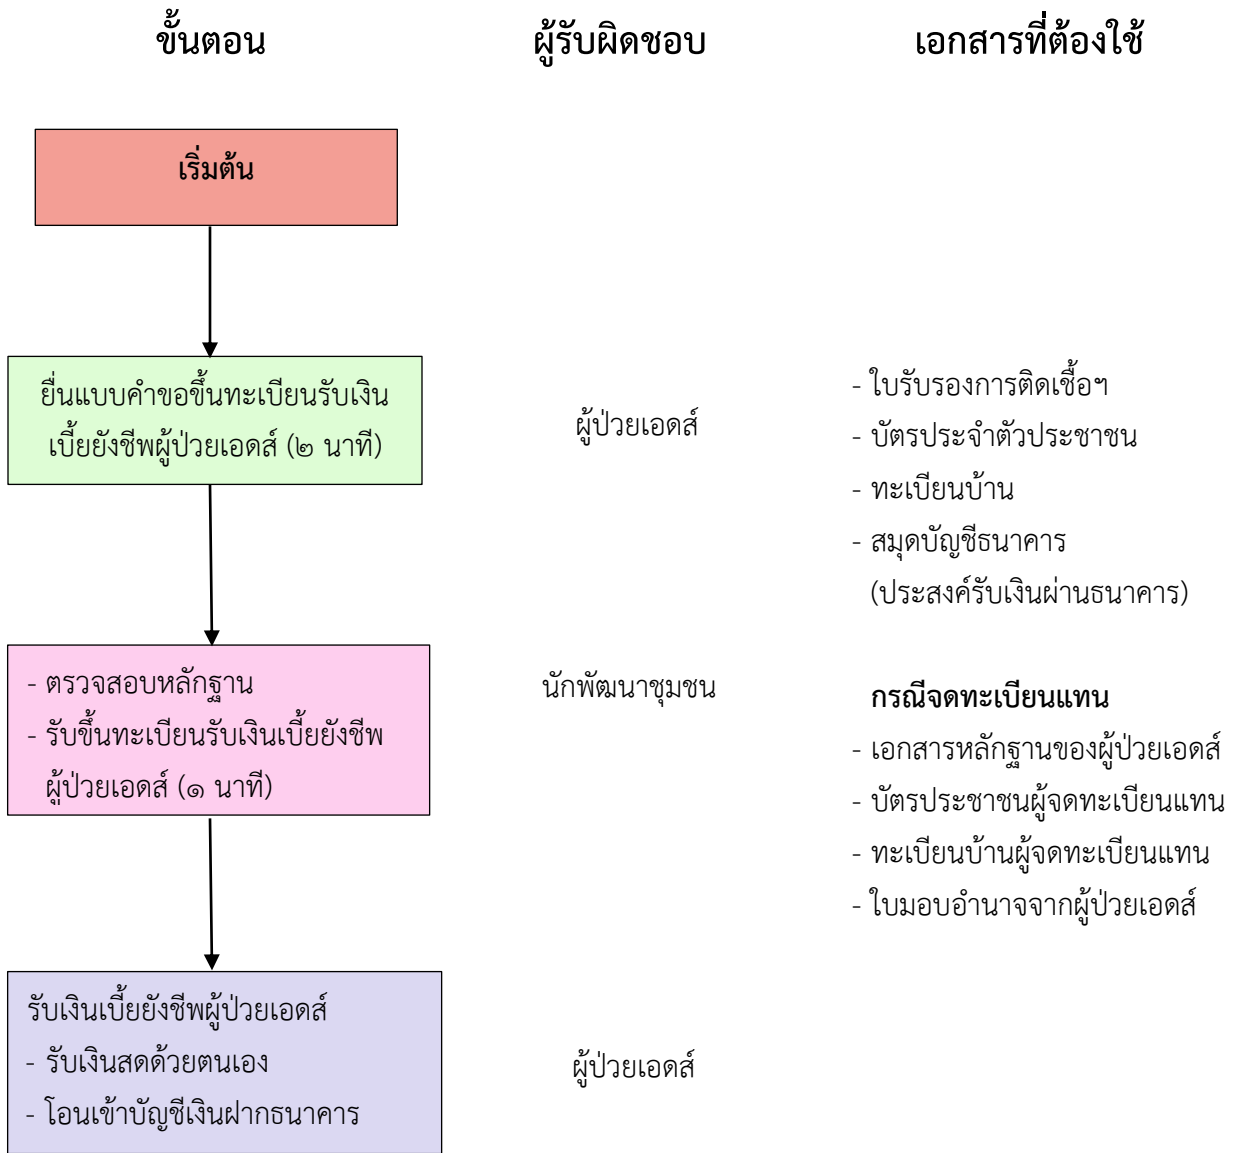 ขั้นตอน
ผู้รับผิดชอบ
เอกสารที่ต้องใช้
เริ่มต้น
ยื่นแบบคำขอขึ้นทะเบียนรับเงิน
เบี้ยยังชีพผู้ป่วยเอดส์ (๒ นาที)
ผู้ป่วยเอดส์
- ใบรับรองการติดเชื้อฯ
- บัตรประจำตัวประชาชน
- ทะเบียนบ้าน
- สมุดบัญชีธนาคาร
(ประสงค์รับเงินผ่านธนาคาร)
- ตรวจสอบหลักฐาน
- รับขึ้นทะเบียนรับเงินเบี้ยยังชีพ
ผู้ป่วยเอดส์ (๑ นาที)
นักพัฒนาชุมชน
กรณีจดทะเบียนแทน
- เอกสารหลักฐานของผู้ป่วยเอดส์
- บัตรประชาชนผู้จดทะเบียนแทน
- ทะเบียนบ้านผู้จดทะเบียนแทน
- ใบมอบอำนาจจากผู้ป่วยเอดส์
รับเงินเบี้ยยังชีพผู้ป่วยเอดส์
- รับเงินสดด้วยตนเอง
- โอนเข้าบัญชีเงินฝากธนาคาร
ผู้ป่วยเอดส์